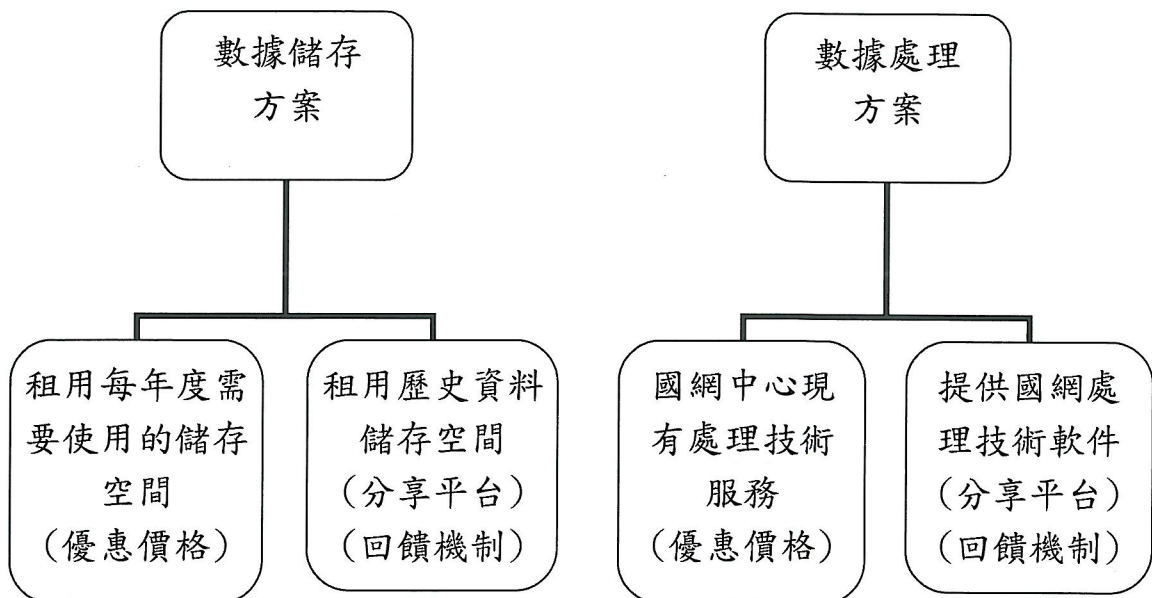 數據儲存
方案
數據處理
方案
租用每年度需
要使用的儲存
空間
(優惠價格)
租用歷史資料
儲存空間
(分享平台)
(回饋機制)
國網中心現
有處理技術
服務
(優惠價格)
提供國網處
理技術軟件
(分享平台)
(回饋機制)